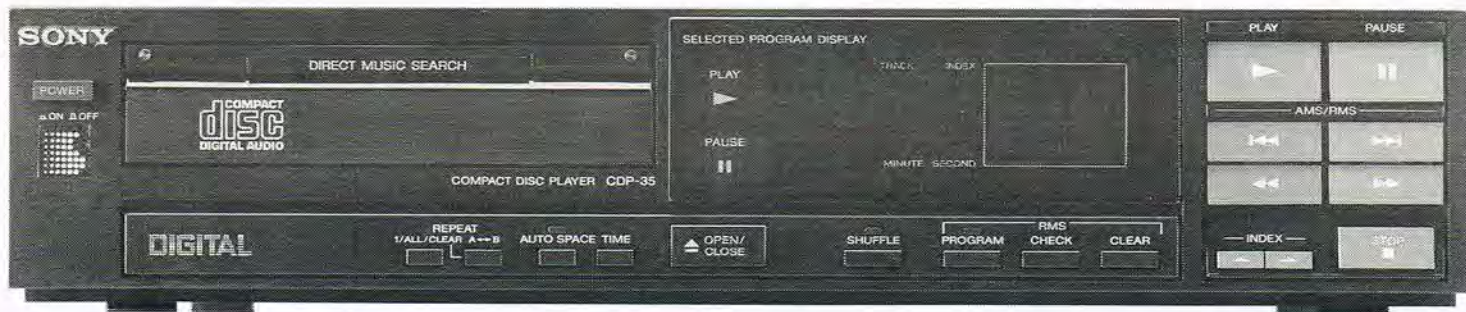 SONY
POWER
ON OFF
DIRECT MUSIC SEARCH
COMPACT
disc
DIGITAL AUDIO
COMPACT DISC PLAYER CDP-35
SELECTED PROGRAM DISPLAY
PLAY
PAUSE
TRACK INDEX
MINUTE SECOND
PLAY PAUSE
AMS/RMS
INDEX
STOP
DIGITAL
REPEAT
1/ALL/CLEAR A↔B
AUTO SPACE TIME
OPEN/
CLOSE
SHUFFLE
RMS
PROGRAM CHECK CLEAR